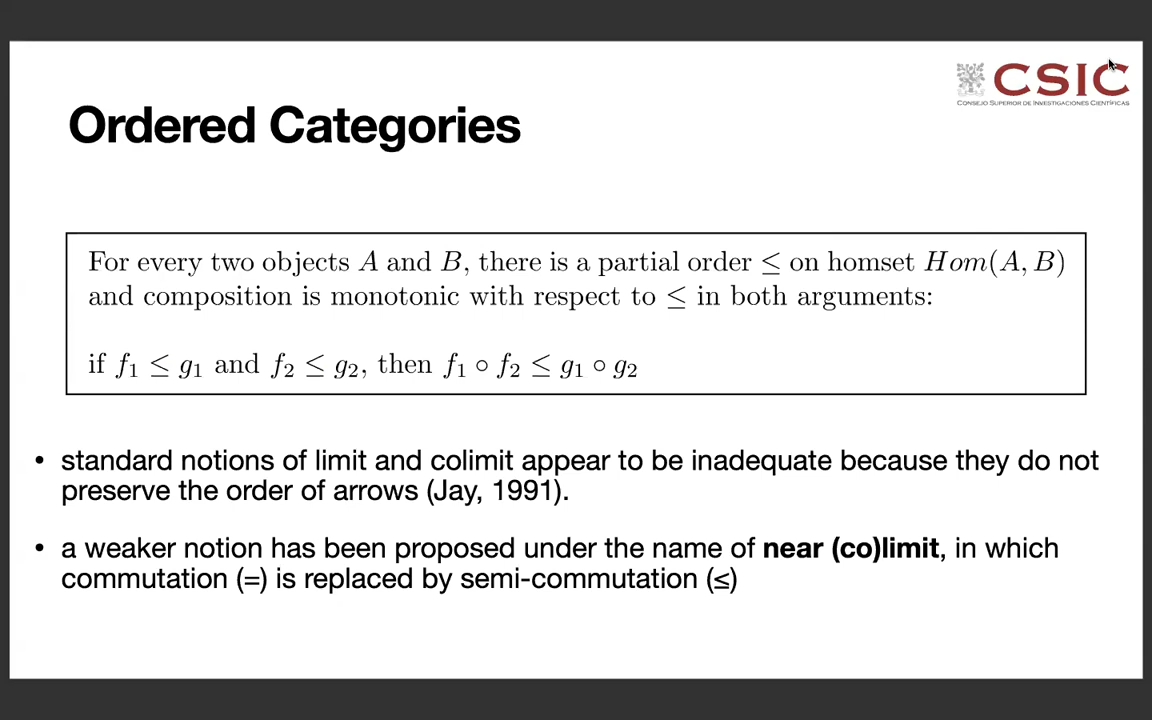 CSIC
CONSEJO SUPERIOR DE INVESTIGACIONES CIENTÍFICAS
Ordered Categories
For every two objects A and B, there is a partial order ≤ on homset Hom(A, B)
and composition is monotonic with respect to ≤ in both arguments:
if f₁ ≤ g₁ and f₂ ≤ g₂, then f₁ ∘ f₂ ≤ g₁ ∘ g₂
• standard notions of limit and colimit appear to be inadequate because they do not
preserve the order of arrows (Jay, 1991).
• a weaker notion has been proposed under the name of near (co)limit, in which
commutation (=) is replaced by semi-commutation (≤)